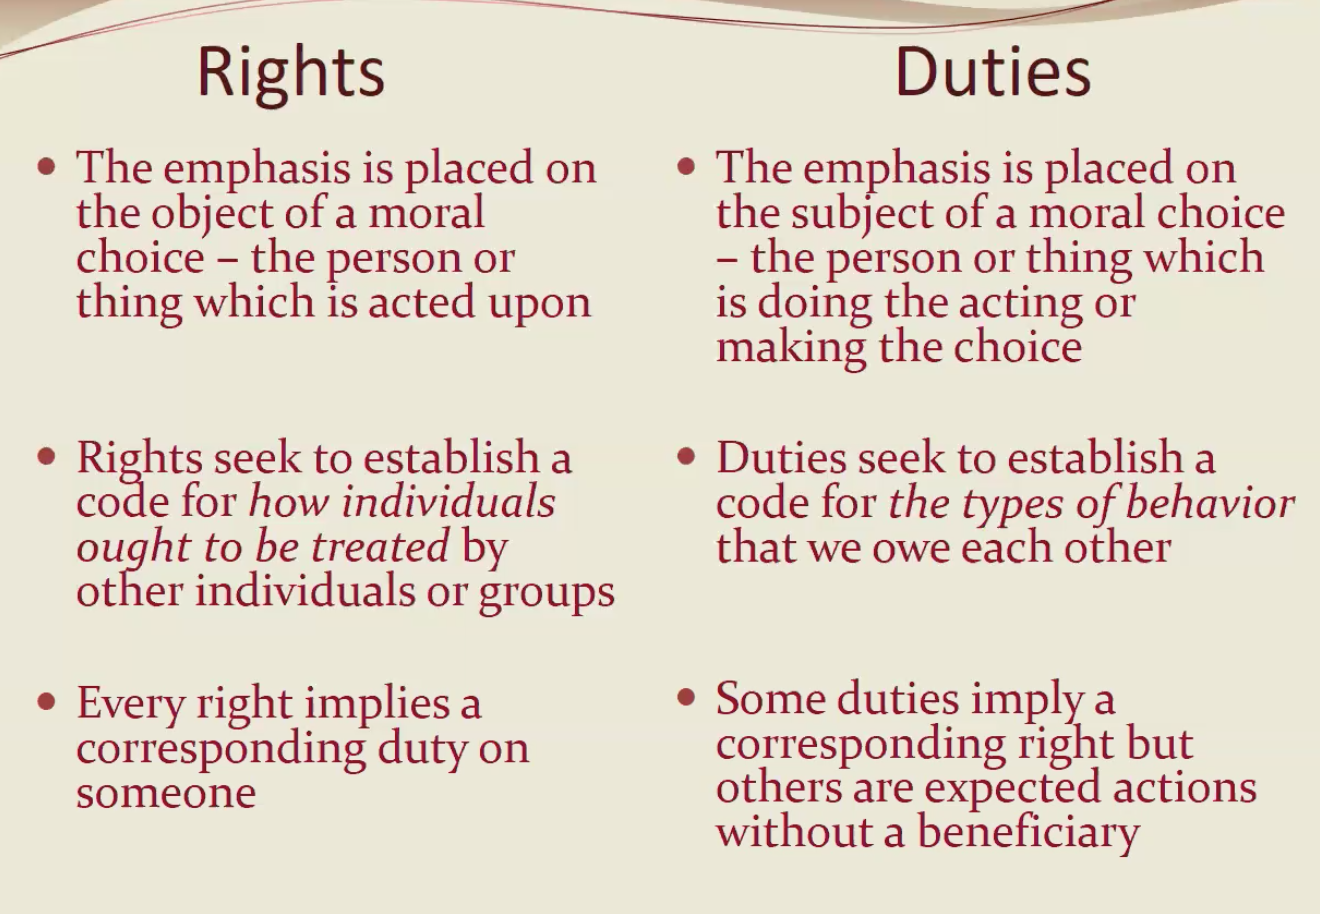 Rights
• The emphasis is placed on
the object of a moral
choice – the person or
thing which is acted upon
• Rights seek to establish a
code for how individuals
ought to be treated by
other individuals or groups
• Every right implies a
corresponding duty on
someone
Duties
• The emphasis is placed on
the subject of a moral choice
– the person or thing which
is doing the acting or
making the choice
• Duties seek to establish a
code for the types of behavior
that we owe each other
• Some duties imply a
corresponding right but
others are expected actions
without a beneficiary